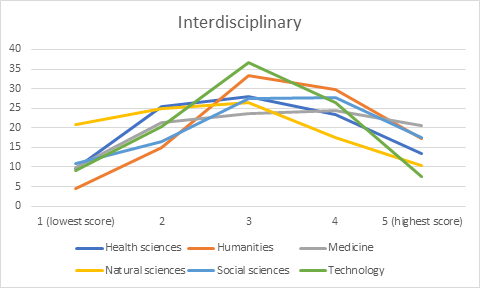 Interdisciplinary
40
35
30
25
20
15
10
5
0
1 (lowest score) 2 3 4 5 (highest score)
Health sciences Humanities Medicine
Natural sciences Social sciences Technology